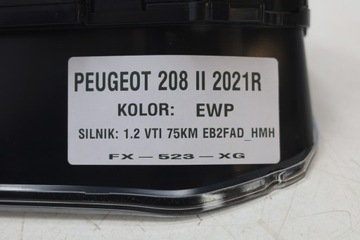 PEUGEOT 208 II 2021R
KOLOR: EWP
SILNIK: 1.2 VTI 75KM EB2FAD_HMH
FX-523-XG